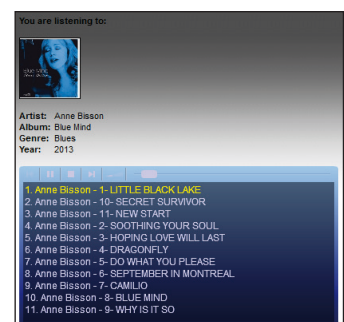 You are listening to:
BLUE MIND
Artist: Anne Bisson
Album: Blue Mind
Genre: Blues
Year: 2013
1. Anne Bisson - 1- LITTLE BLACK LAKE
2. Anne Bisson - 10- SECRET SURVIVOR
3. Anne Bisson - 11- NEW START
4. Anne Bisson - 2- SOOTHING YOUR SOUL
5. Anne Bisson - 3- HOPING LOVE WILL LAST
6. Anne Bisson - 4- DRAGONFLY
7. Anne Bisson - 5- DO WHAT YOU PLEASE
8. Anne Bisson - 6- SEPTEMBER IN MONTREAL
9. Anne Bisson - 7- CAMILIO
10. Anne Bisson - 8- BLUE MIND
11. Anne Bisson - 9- WHY IS IT SO